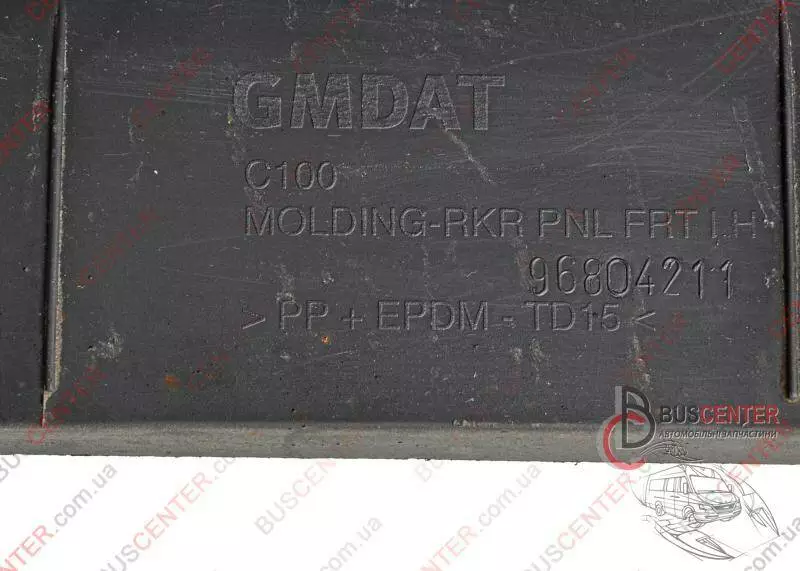 GMDAT
C100
MOLDING-RKR PNL FRT LH
96804211
> PP + EPDM - TD15 <
BUSCENTER
АВТОМОБІЛЬНІ ЗАПЧАСТИНИ
BUSCENTER.com.ua